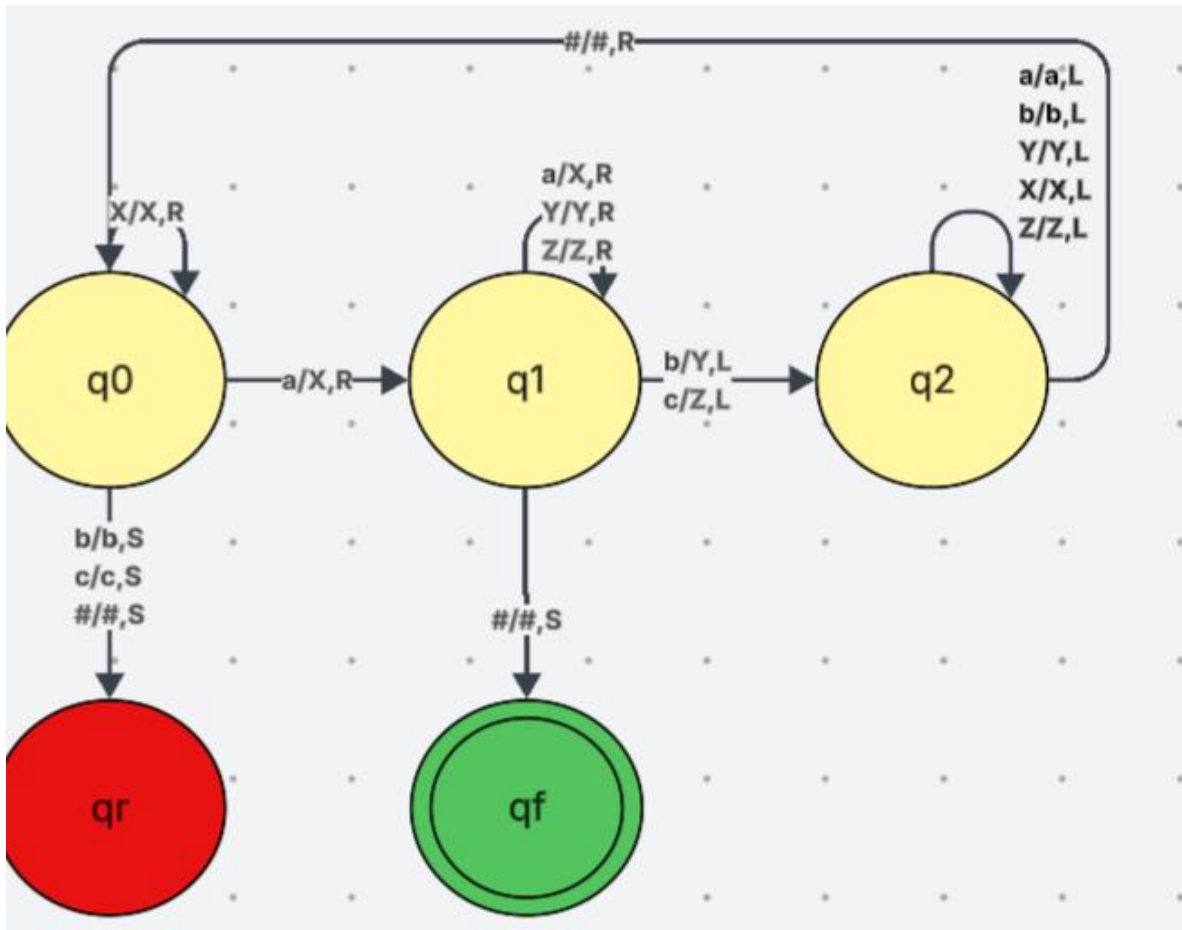 #/#,R
a/a,L
b/b,L
Y/Y,L
X/X,L
Z/Z,L
X/X,R
a/X,R
Y/Y,R
Z/Z,R
q0
a/X,R
q1
b/Y,L
c/Z,L
q2
b/b,S
c/c,S
#/#,S
#/#,S
qr
qf